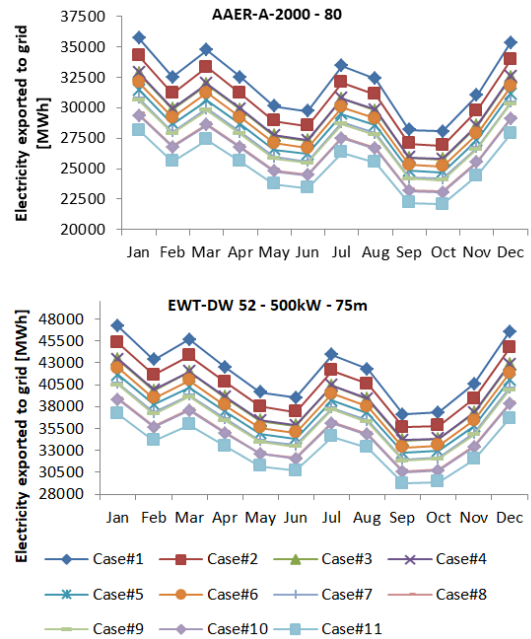 AAER-A-2000 - 80
Electricity exported to grid
[MWh]
37500
35000
32500
30000
27500
25000
22500
20000
Jan Feb Mar Apr May Jun Jul Aug Sep Oct Nov Dec
EWT-DW 52 - 500kW - 75m
Electricity exported to grid [MWh]
48000
45500
43000
40500
38000
35500
33000
30500
28000
Jan Feb Mar Apr May Jun Jul Aug Sep Oct Nov Dec
Case#1 Case#2 Case#3 Case#4
Case#5 Case#6 Case#7 Case#8
Case#9 Case#10 Case#11